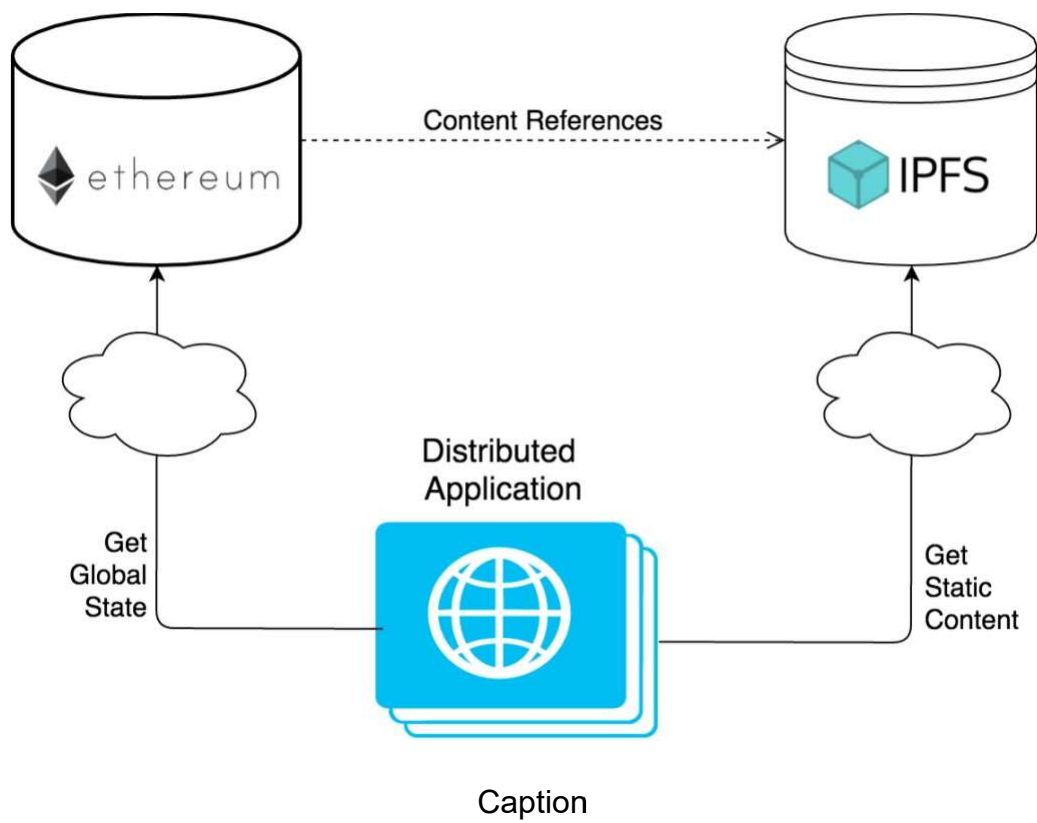 Content References
ethereum
IPFS
Distributed
Application
Get
Global
State
Get
Static
Content
Caption